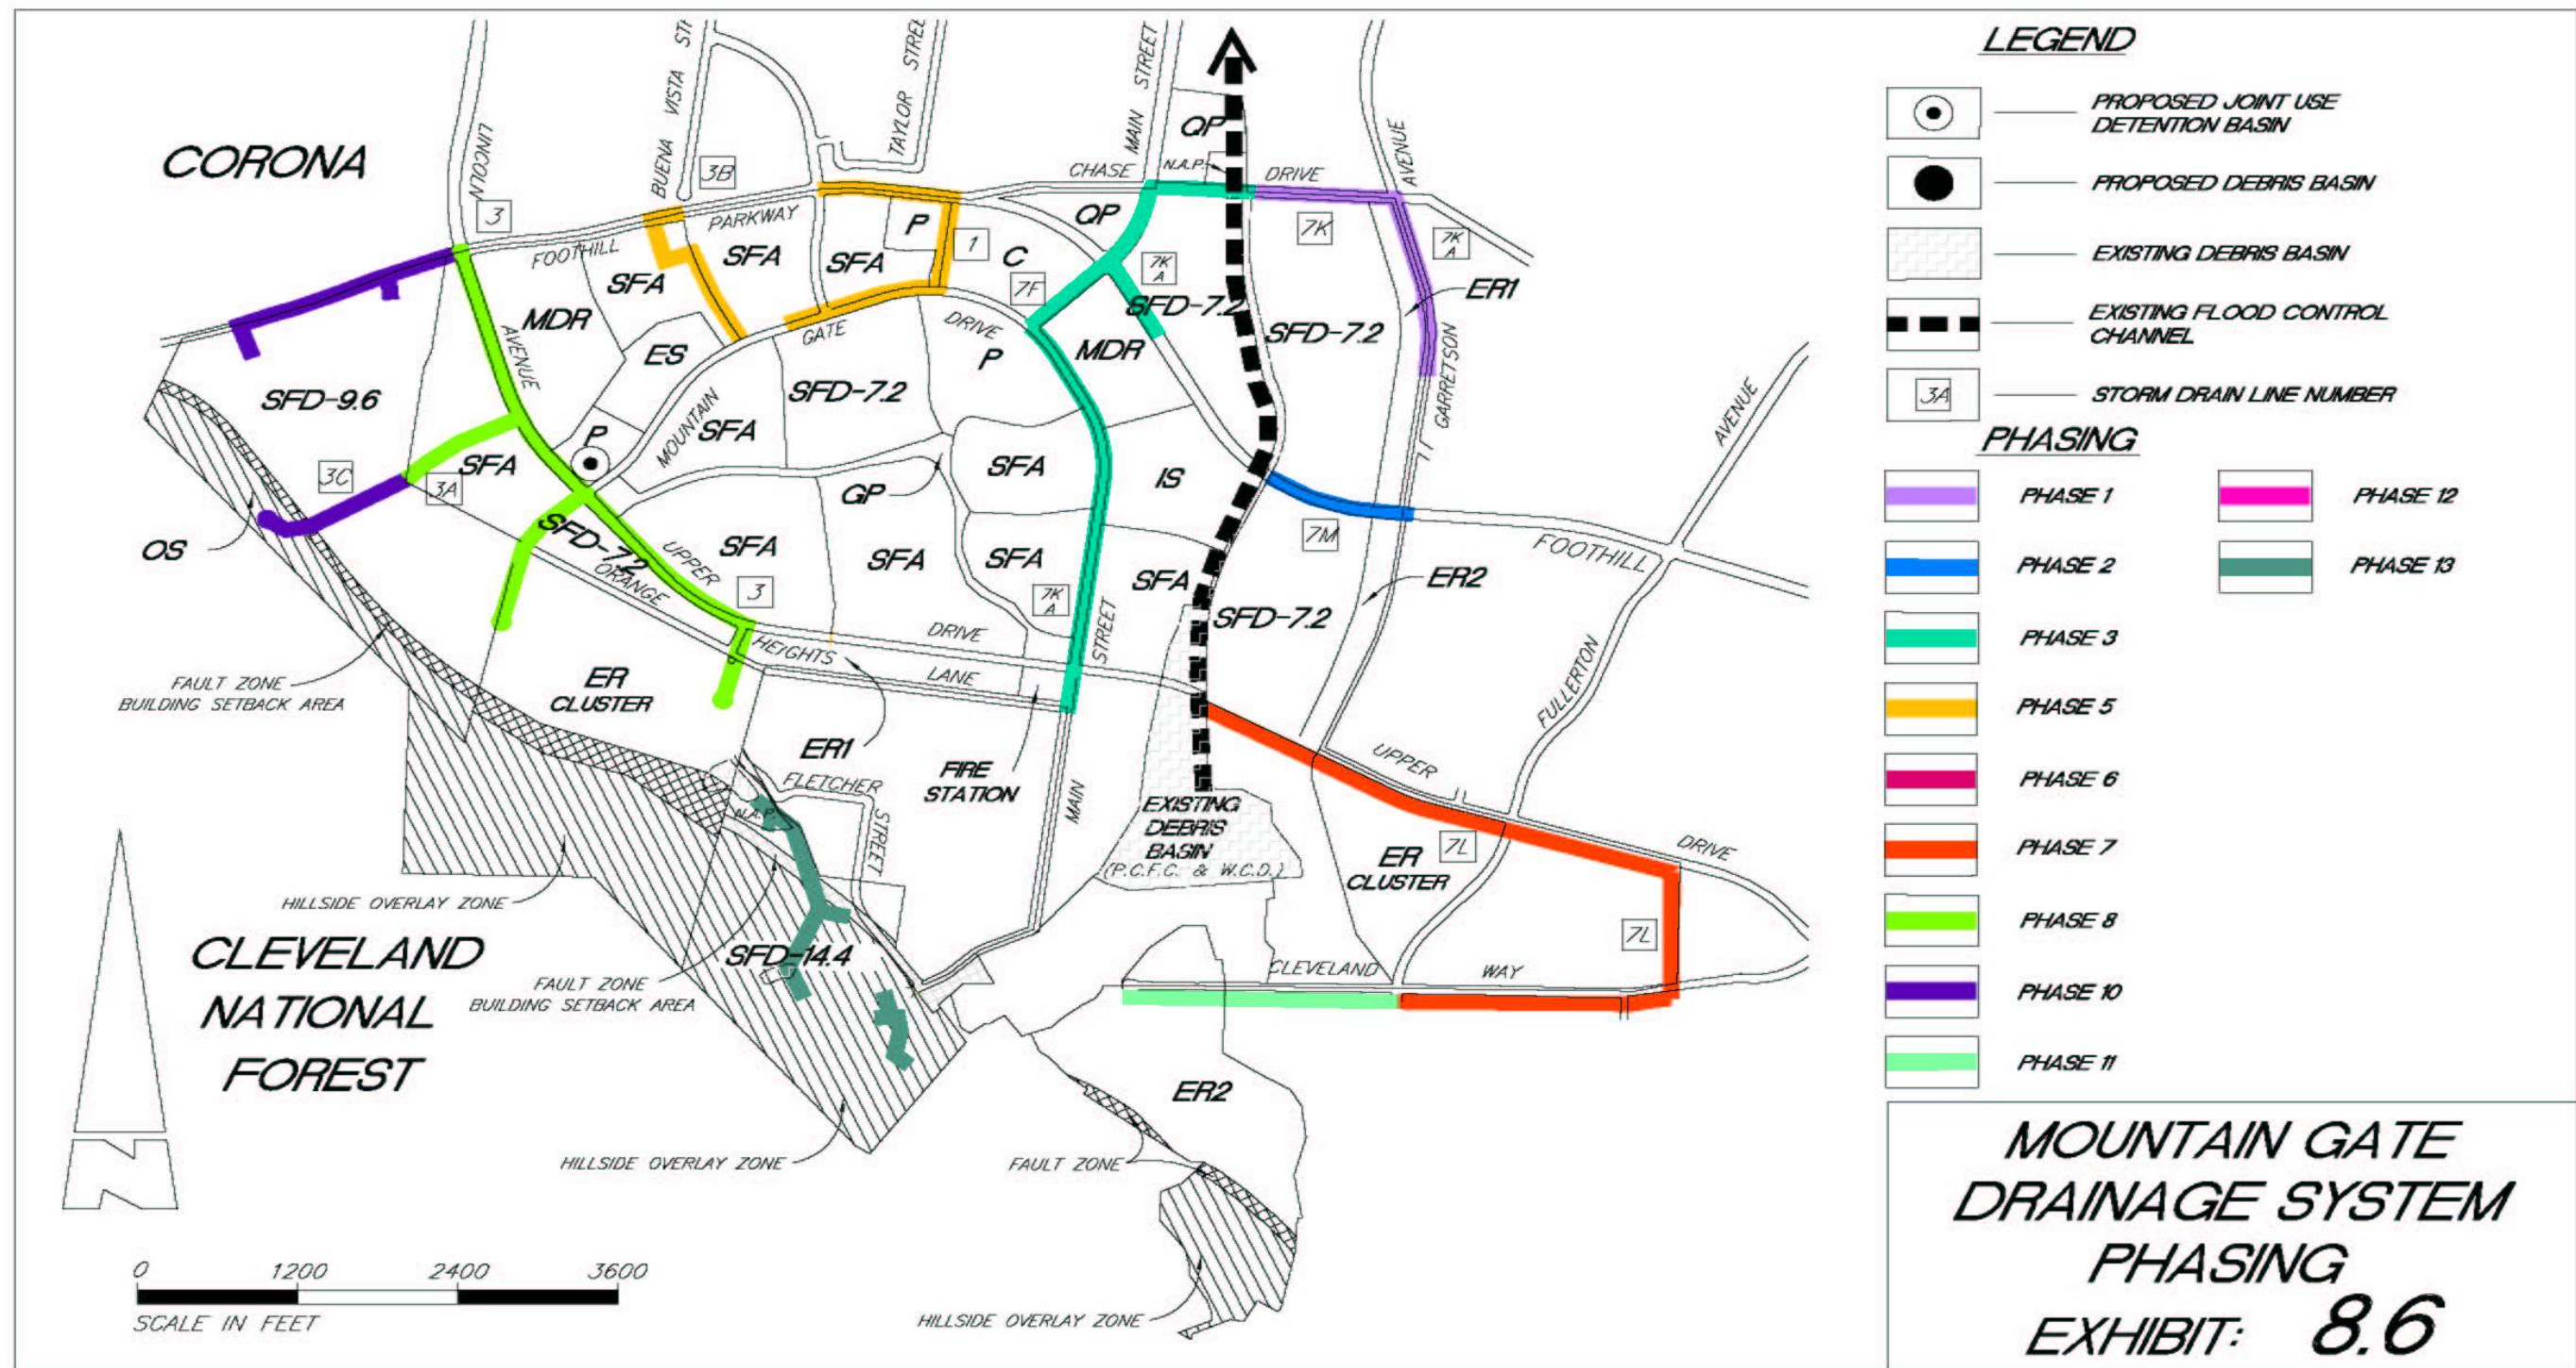 LEGEND
PROPOSED JOINT USE
DETENTION BASIN
PROPOSED DEBRIS BASIN
EXISTING DEBRIS BASIN
EXISTING FLOOD CONTROL
CHANNEL
3A
STORM DRAIN LINE NUMBER
PHASING
PHASE 1
PHASE 12
PHASE 2
PHASE 13
PHASE 3
PHASE 5
PHASE 6
PHASE 7
PHASE 8
PHASE 10
PHASE 11
MOUNTAIN GATE
DRAINAGE SYSTEM
PHASING
EXHIBIT: 8.6
CORONA
LINCOLN
BUENA VISTA
TAYLOR
MAIN STREET
QP
N.A.P.
CHASE
DRIVE
AVENUE
3
3B
PARKWAY
FOOTHILL
P
1
QP
7K
7K
A
SFA
SFA
SFA
C
7F
7K
A
SFD-7.2
ER1
MDR
AVENUE
ES
GATE
DRIVE
P
MDR
SFD-7.2
GARRETSON
SFD-9.6
SFD-7.2
MOUNTAIN
SFA
P
AVENUE
3C
3A
SFA
GP
SFA
IS
OS
SFD-7.2
UPPER
ORANGE
SFA
SFA
SFA
7M
FOOTHILL
3
7K
A
SFA
ER2
SFD-7.2
DRIVE
HEIGHTS
LANE
STREET
FULLERTON
FAULT ZONE
BUILDING SETBACK AREA
ER
CLUSTER
ER1
FLETCHER
STREET
FIRE
STATION
MAIN
N.A.P.
EXISTING
DEBRIS
BASIN
UPPER
DRIVE
ER
CLUSTER
7L
7L
HILLSIDE OVERLAY ZONE
CLEVELAND
NATIONAL
FOREST
SFD-14.4
FAULT ZONE
BUILDING SETBACK AREA
CLEVELAND
WAY
ER2
HILLSIDE OVERLAY ZONE
FAULT ZONE
HILLSIDE OVERLAY ZONE
N
0 1200 2400 3600
SCALE IN FEET